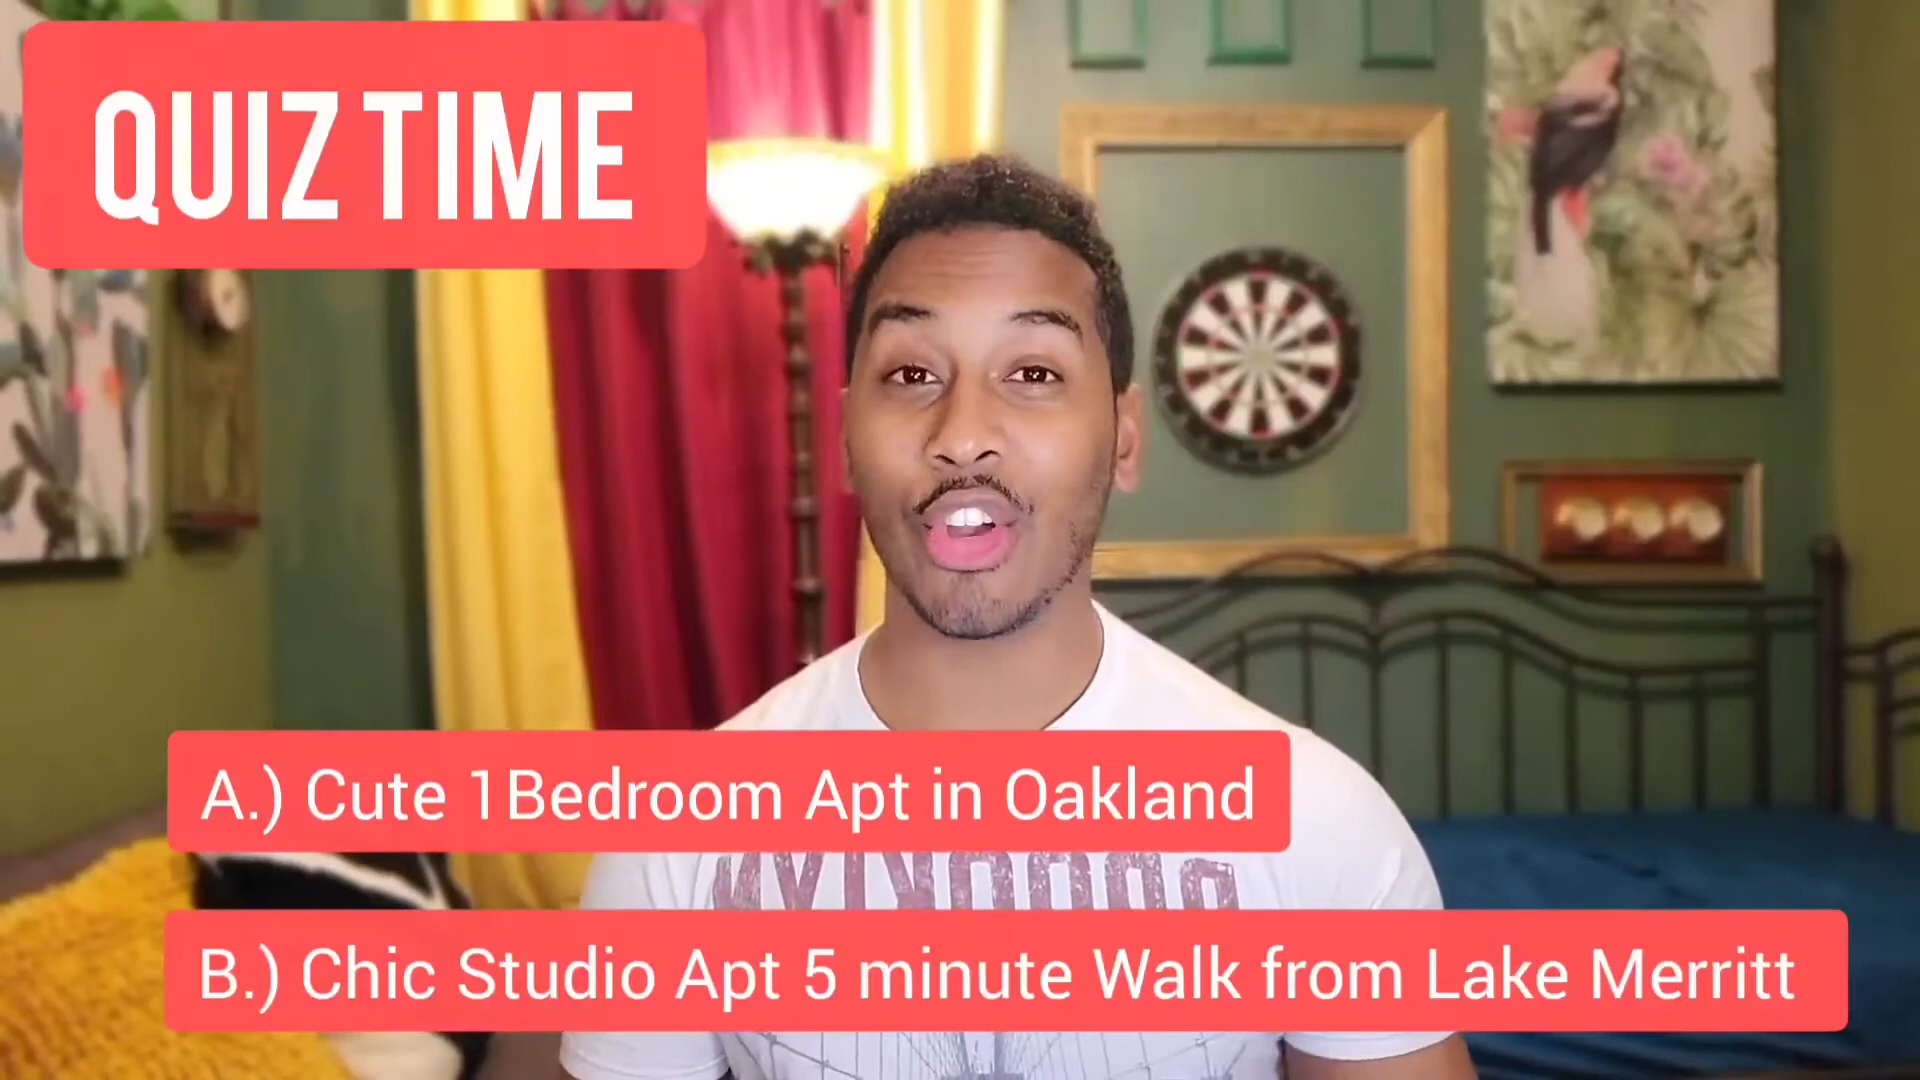 QUIZ TIME
A.) Cute 1Bedroom Apt in Oakland
B.) Chic Studio Apt 5 minute Walk from Lake Merritt